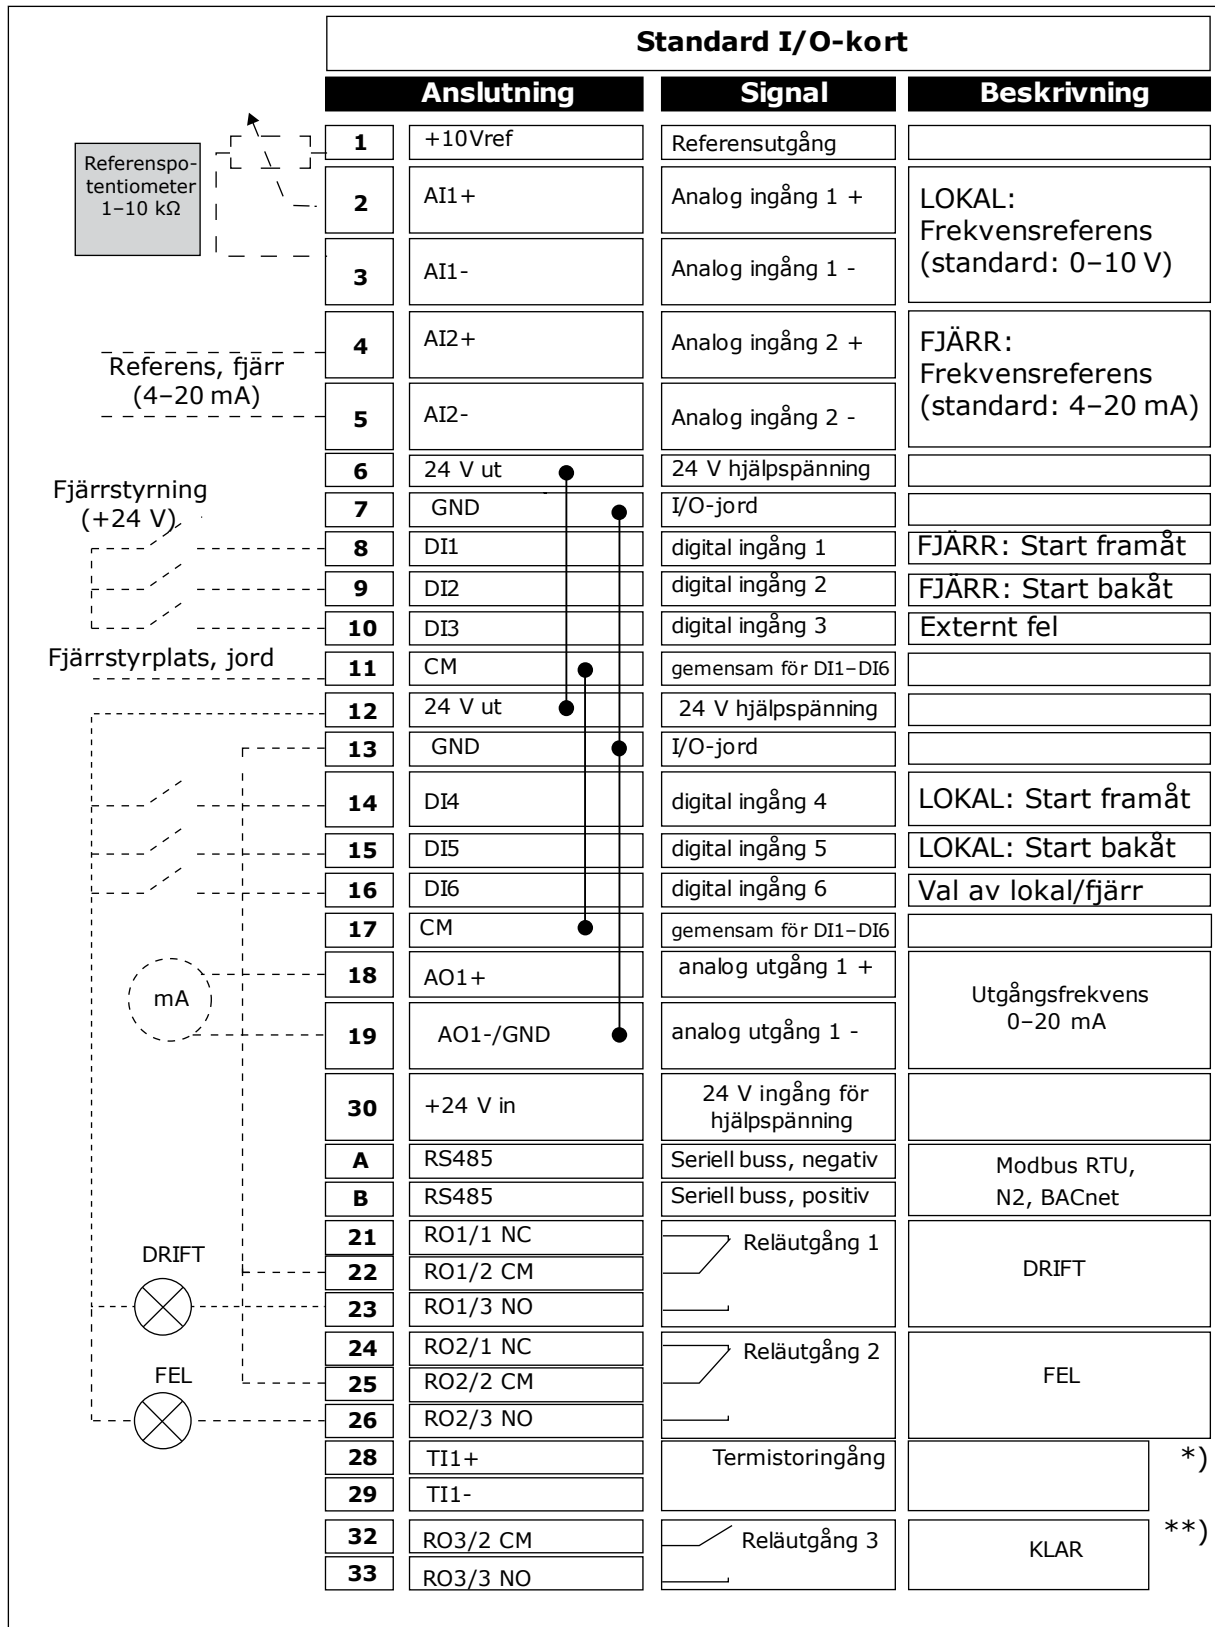 Standard I/O-kort
Anslutning Signal Beskrivning
Referenspo-
tentiometer
1–10 kΩ
1 +10Vref Referensutgång
2 AI1+ Analog ingång 1 +
3 AI1- Analog ingång 1 -
LOKAL:
Frekvensreferens
(standard: 0–10 V)
Referens, fjärr
(4–20 mA)
4 AI2+ Analog ingång 2 +
5 AI2- Analog ingång 2 -
FJÄRR:
Frekvensreferens
(standard: 4–20 mA)
6 24 V ut 24 V hjälpspänning
Fjärrstyrning
(+24 V)
7 GND I/O-jord
8 DI1 digital ingång 1 FJÄRR: Start framåt
9 DI2 digital ingång 2 FJÄRR: Start bakåt
10 DI3 digital ingång 3 Externt fel
Fjärrstyrplats, jord
11 CM gemensam för DI1–DI6
12 24 V ut 24 V hjälpspänning
13 GND I/O-jord
14 DI4 digital ingång 4 LOKAL: Start framåt
15 DI5 digital ingång 5 LOKAL: Start bakåt
16 DI6 digital ingång 6 Val av lokal/fjärr
17 CM gemensam för DI1–DI6
mA
18 AO1+ analog utgång 1 +
19 AO1-/GND analog utgång 1 -
Utgångsfrekvens
0–20 mA
30 +24 V in 24 V ingång för
hjälpspänning
A RS485 Seriell buss, negativ
B RS485 Seriell buss, positiv
Modbus RTU,
N2, BACnet
21 RO1/1 NC Reläutgång 1
DRIFT
22 RO1/2 CM DRIFT
23 RO1/3 NO
24 RO2/1 NC Reläutgång 2
FEL
25 RO2/2 CM FEL
26 RO2/3 NO
28 TI1+ Termistoringång *)
29 TI1-
32 RO3/2 CM Reläutgång 3 KLAR **)
33 RO3/3 NO